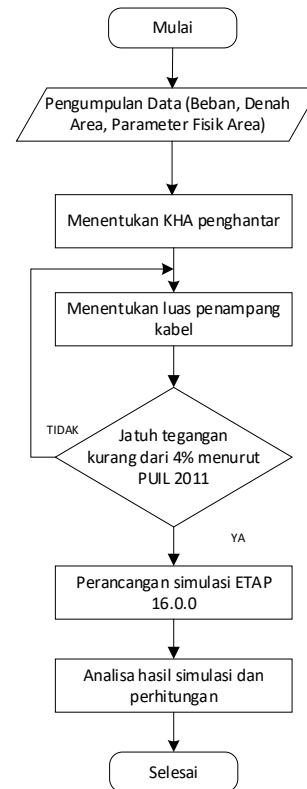 Mulai
Pengumpulan Data (Beban, Denah
Area, Parameter Fisik Area)
Menentukan KHA penghantar
Menentukan luas penampang
kabel
TIDAK
Jatuh tegangan
kurang dari 4% menurut
PUIL 2011
YA
Perancangan simulasi ETAP
16.0.0
Analisa hasil simulasi dan
perhitungan
Selesai